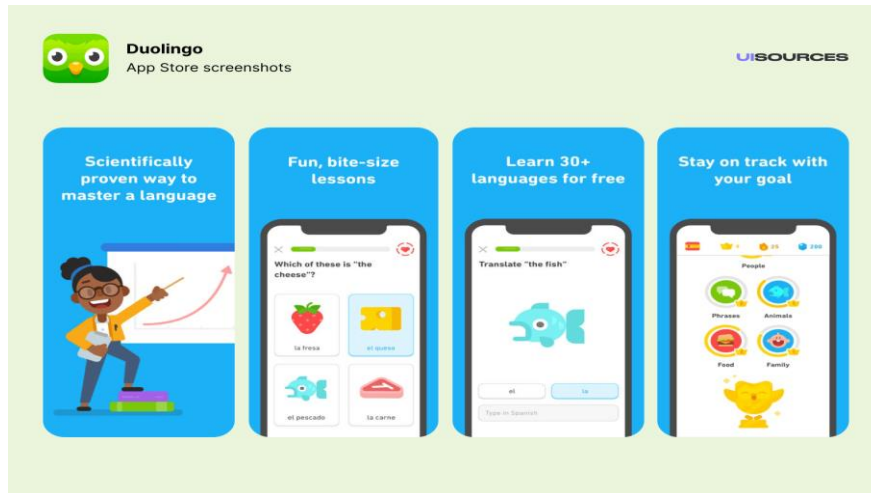 Duolingo
App Store screenshots
UISOURCES
Scientifically
proven way to
master a language
Fun, bite-size
lessons
Which of these is "the
cheese"?
la fresa
el queso
el pescado
la carne
Learn 30+
languages for free
Translate "the fish"
el
la
Type in Spanish
Stay on track with
your goal
25
200
People
Phrases
Animals
Food
Family